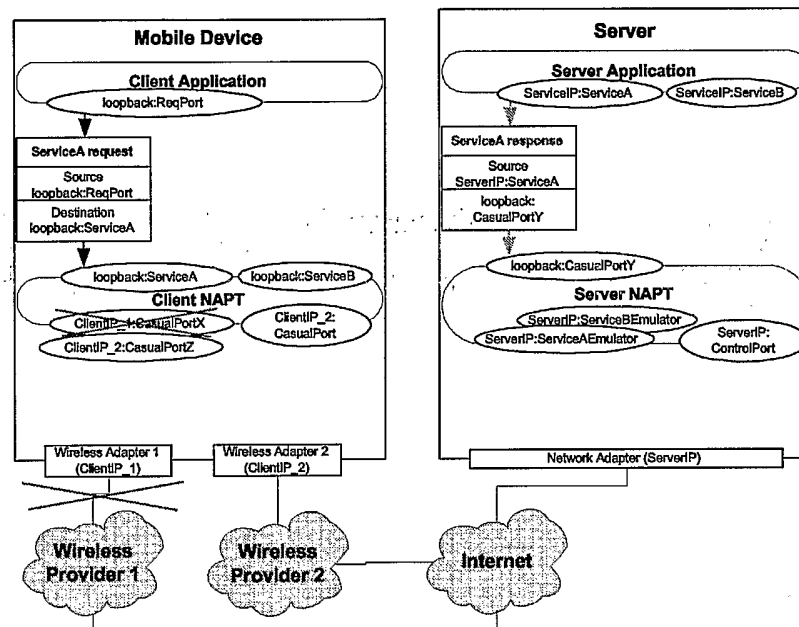 Mobile Device
Client Application
loopback:ReqPort
ServiceA request
Source
loopback:ReqPort
Destination
loopback:ServiceA
loopback:ServiceA
loopback:ServiceB
Client NAPT
ClientIP_1:CasualPortX
ClientIP_2:
CasualPort
ClientIP_2:CasualPortZ
Wireless Adapter 1
(ClientIP_1)
Wireless Adapter 2
(ClientIP_2)
Wireless
Provider 1
Wireless
Provider 2
Server
Server Application
ServiceIP:ServiceA
ServiceIP:ServiceB
ServiceA response
Source
ServerIP:ServiceA
loopback:
CasualPortY
loopback:CasualPortY
Server NAPT
ServerIP:ServiceBEmulator
ServerIP:ServiceAEmulator
ServerIP:
ControlPort
Network Adapter (ServerIP)
Internet